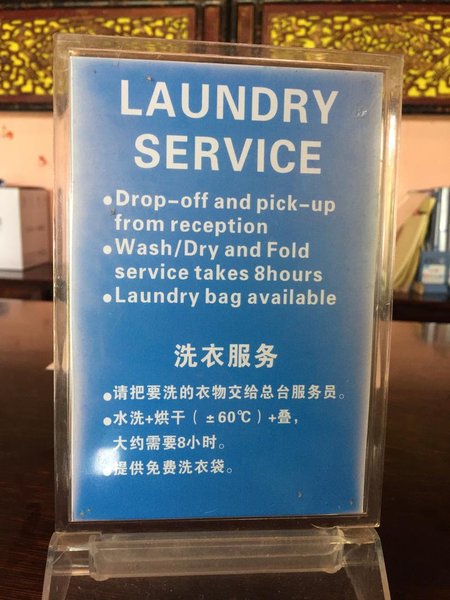 LAUNDRY
SERVICE
•Drop-off and pick-up
from reception
•Wash/Dry and Fold
service takes 8hours
•Laundry bag available
洗衣服务
•请把要洗的衣物交给总台服务员。
•水洗+烘干（±60℃）+叠，
大约需要8小时。
•提供免费洗衣袋。